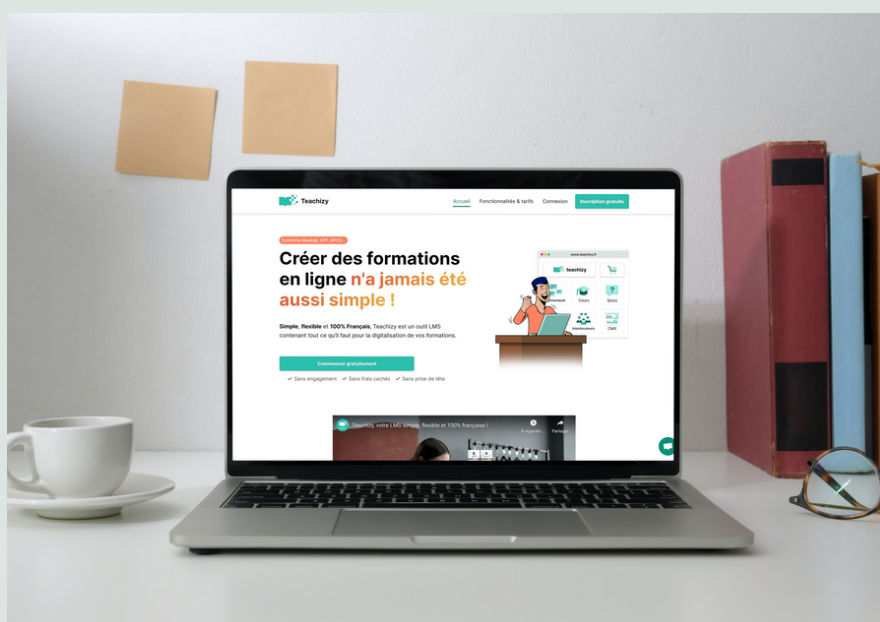 Teachizy
Accueil Fonctionnalités & tarifs Connexion Inscription gratuite
Créer des formations
en ligne n'a jamais été
aussi simple !
Simple, flexible et 100% Français, Teachizy est un outil LMS
contenant tout ce qu'il faut pour la digitalisation de vos formations.
Commencer gratuitement
Sans engagement Sans frais cachés Sans prise de tête
www.teachizy.fr
teachizy
Cours Quizz
Interlocuteurs CMS
Teachizy, votre LMS simple, flexible et 100% française !
À regarder... Partager